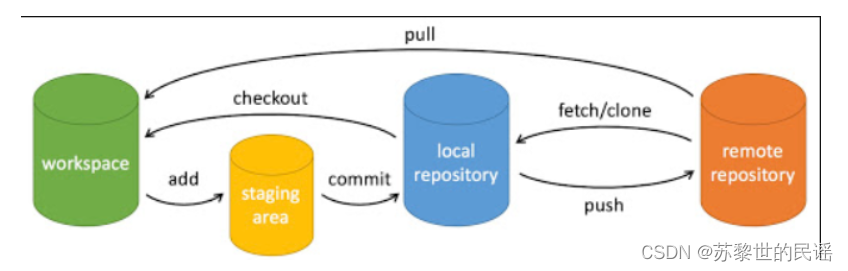 pull
checkout
fetch/clone
workspace
add
staging
area
commit
local
repository
push
remote
repository
CSDN @苏黎世的民谣